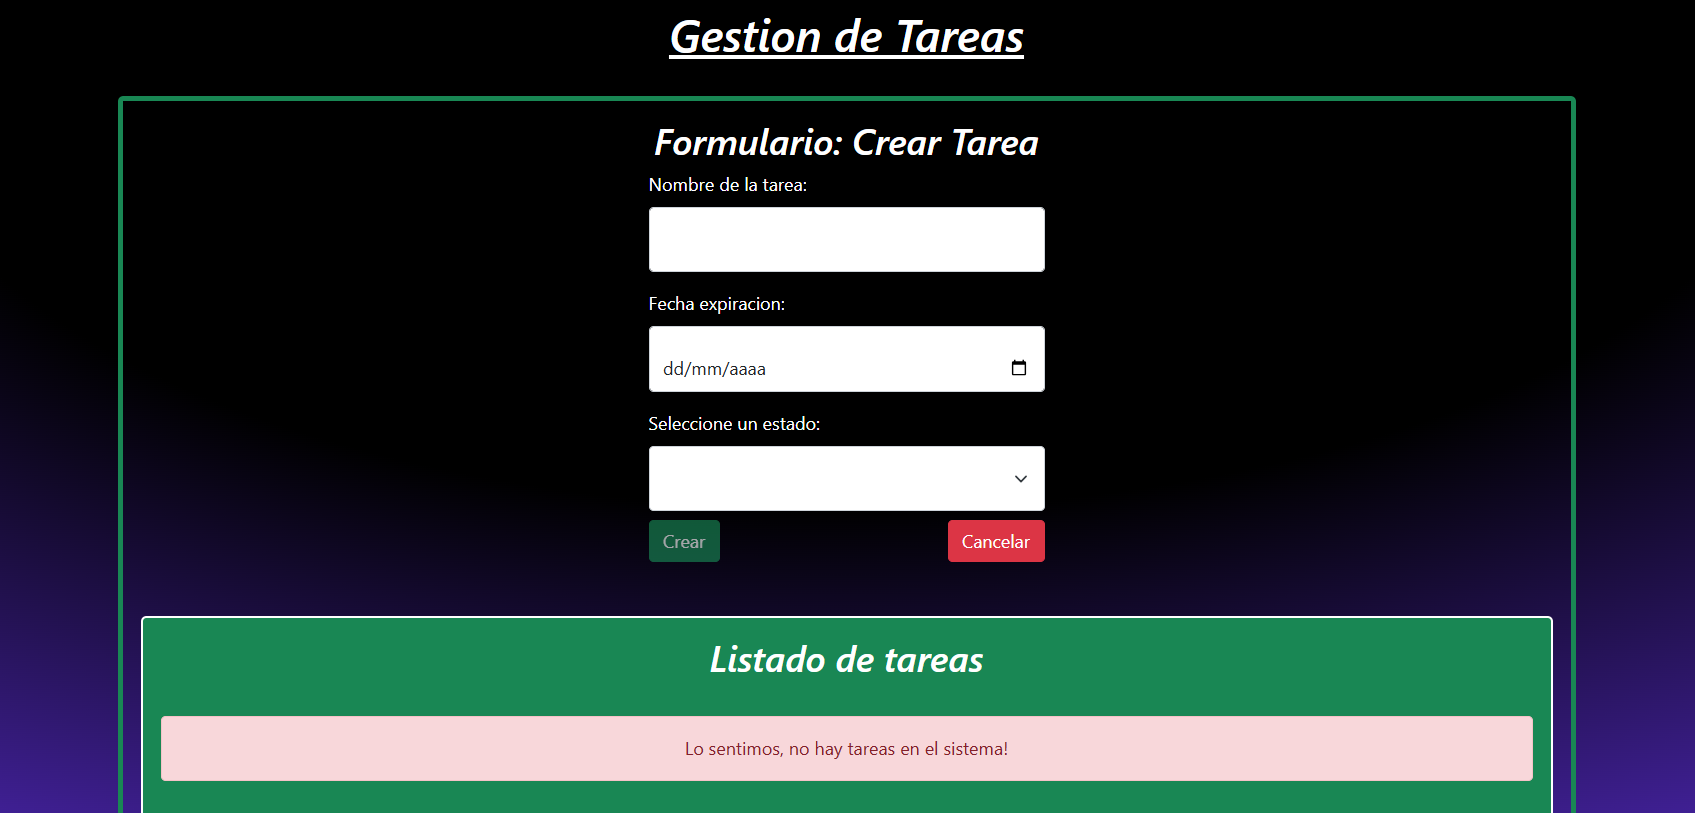 Gestion de Tareas
Formulario: Crear Tarea
Nombre de la tarea:
Fecha expiracion:
dd/mm/aaaa
Seleccione un estado:
Crear
Cancelar
Listado de tareas
Lo sentimos, no hay tareas en el sistema!